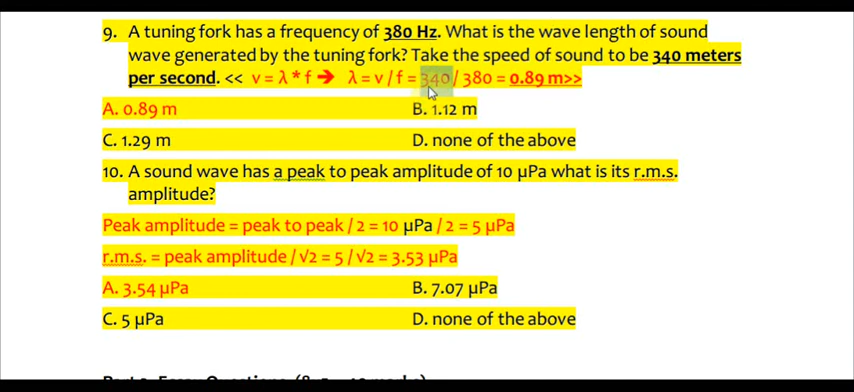 9. A tuning fork has a frequency of 380 Hz. What is the wave length of sound
wave generated by the tuning fork? Take the speed of sound to be 340 meters
per second. << v = λ * f ➔ λ = v / f = 340 / 380 = 0.89 m>>
A. 0.89 m B. 1.12 m
C. 1.29 m D. none of the above
10. A sound wave has a peak to peak amplitude of 10 µPa what is its r.m.s.
amplitude?
Peak amplitude = peak to peak / 2 = 10 µPa / 2 = 5 µPa
r.m.s. = peak amplitude / √2 = 5 / √2 = 3.53 µPa
A. 3.54 µPa B. 7.07 µPa
C. 5 µPa D. none of the above